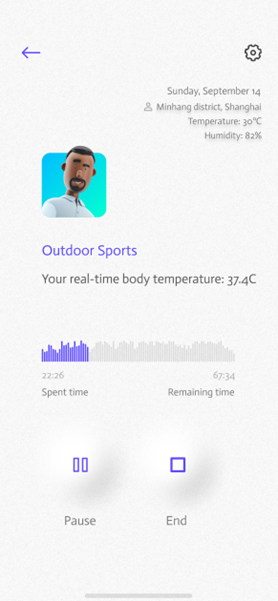 Sunday, September 14
Minhang district, Shanghai
Temperature: 30°C
Humidity: 82%
Outdoor Sports
Your real-time body temperature: 37.4C
22:26
67:34
Spent time
Remaining time
Pause
End